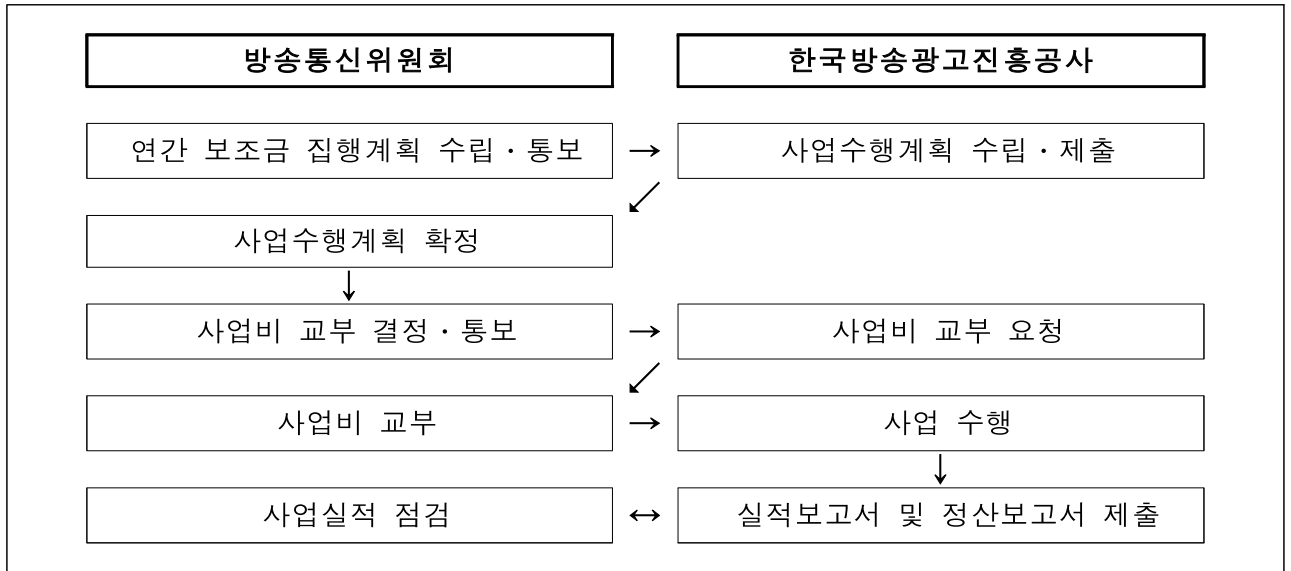 방송통신위원회
한국방송광고진흥공사
연간 보조금 집행계획 수립·통보
→
사업수행계획 수립·제출
↙
사업수행계획 확정
↓
사업비 교부 결정·통보
→
사업비 교부 요청
↙
사업비 교부
→
사업 수행
↓
사업실적 점검
↔
실적보고서 및 정산보고서 제출